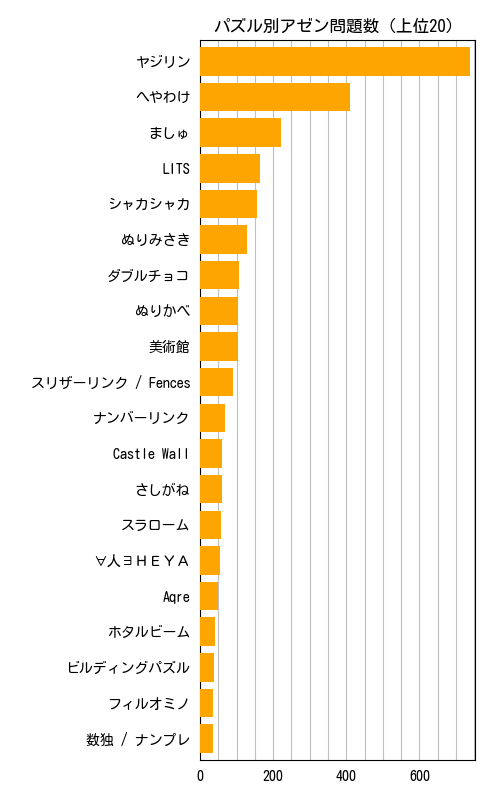 パズル別アゼン問題数 (上位20)
ヤジリン
へやわけ
ましゅ
LITS
シャカシャカ
ぬりみさき
ダブルチョコ
ぬりかべ
美術館
スリザーリンク / Fences
ナンバーリンク
Castle Wall
さしがね
スラローム
∀人∃ＨＥＹＡ
Aqre
ホタルビーム
ビルディングパズル
フィルオミノ
数独 / ナンプレ
0 200 400 600